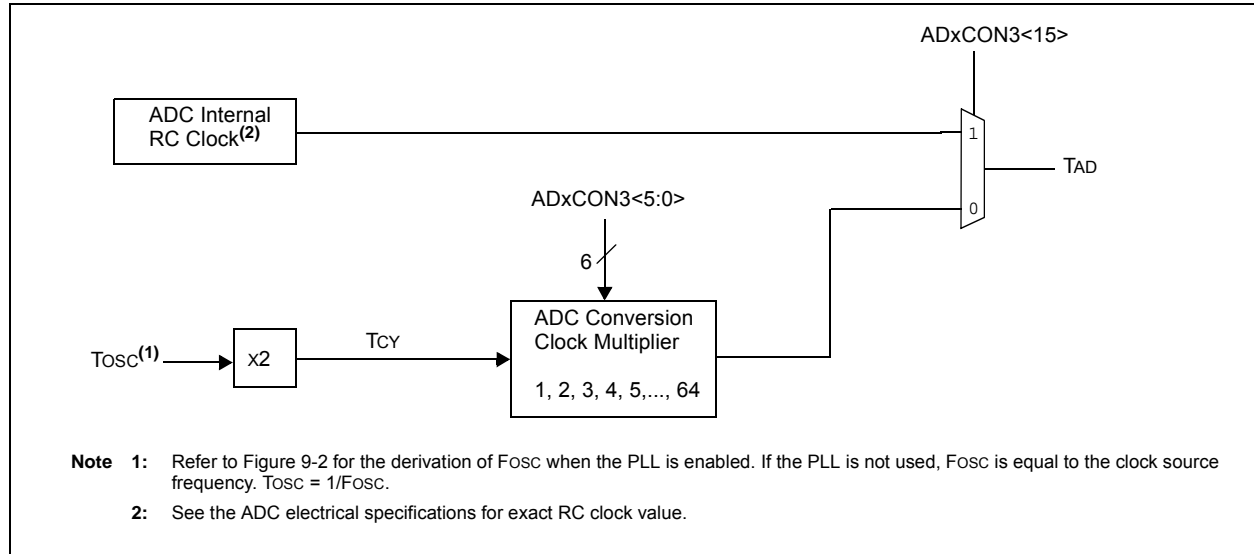 ADxCON3<15>
ADC Internal
RC Clock(2)
1
TAD
ADxCON3<5:0>
0
6
ADC Conversion
Clock Multiplier
1, 2, 3, 4, 5,..., 64
TOSC(1)
x2
TCY
Note 1: Refer to Figure 9-2 for the derivation of FOSC when the PLL is enabled. If the PLL is not used, FOSC is equal to the clock source
frequency. TOSC = 1/FOSC.
2: See the ADC electrical specifications for exact RC clock value.